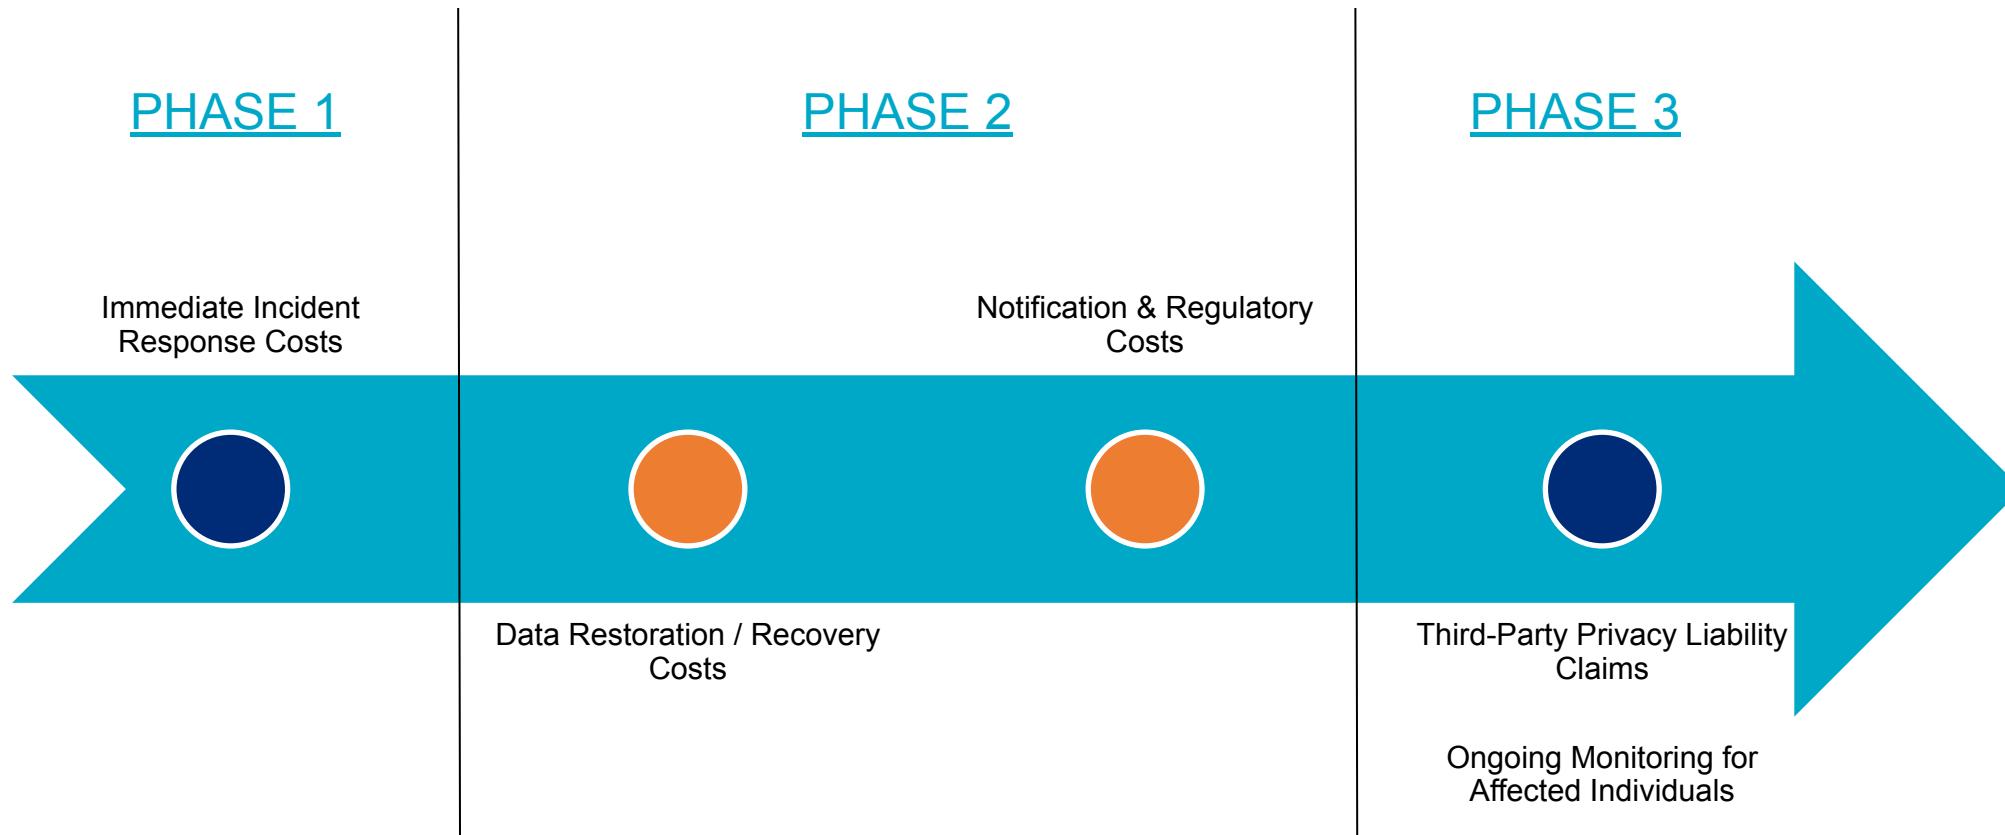 PHASE 1
PHASE 2
PHASE 3
Immediate Incident
Response Costs
Notification & Regulatory
Costs
Data Restoration / Recovery
Costs
Third-Party Privacy Liability
Claims
Ongoing Monitoring for
Affected Individuals